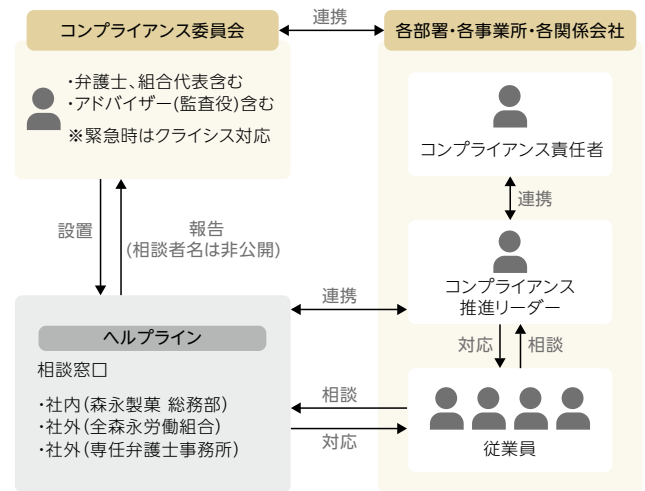 コンプライアンス委員会
連携
各部署・各事業所・各関係会社
・弁護士、組合代表含む
・アドバイザー(監査役)含む
※緊急時はクライシス対応
コンプライアンス責任者
連携
設置
報告
(相談者名は非公開)
コンプライアンス
推進リーダー
連携
ヘルプライン
対応
相談
相談窓口
・社内(森永製菓 総務部)
・社外(全森永労働組合)
・社外(専任弁護士事務所)
相談
対応
従業員